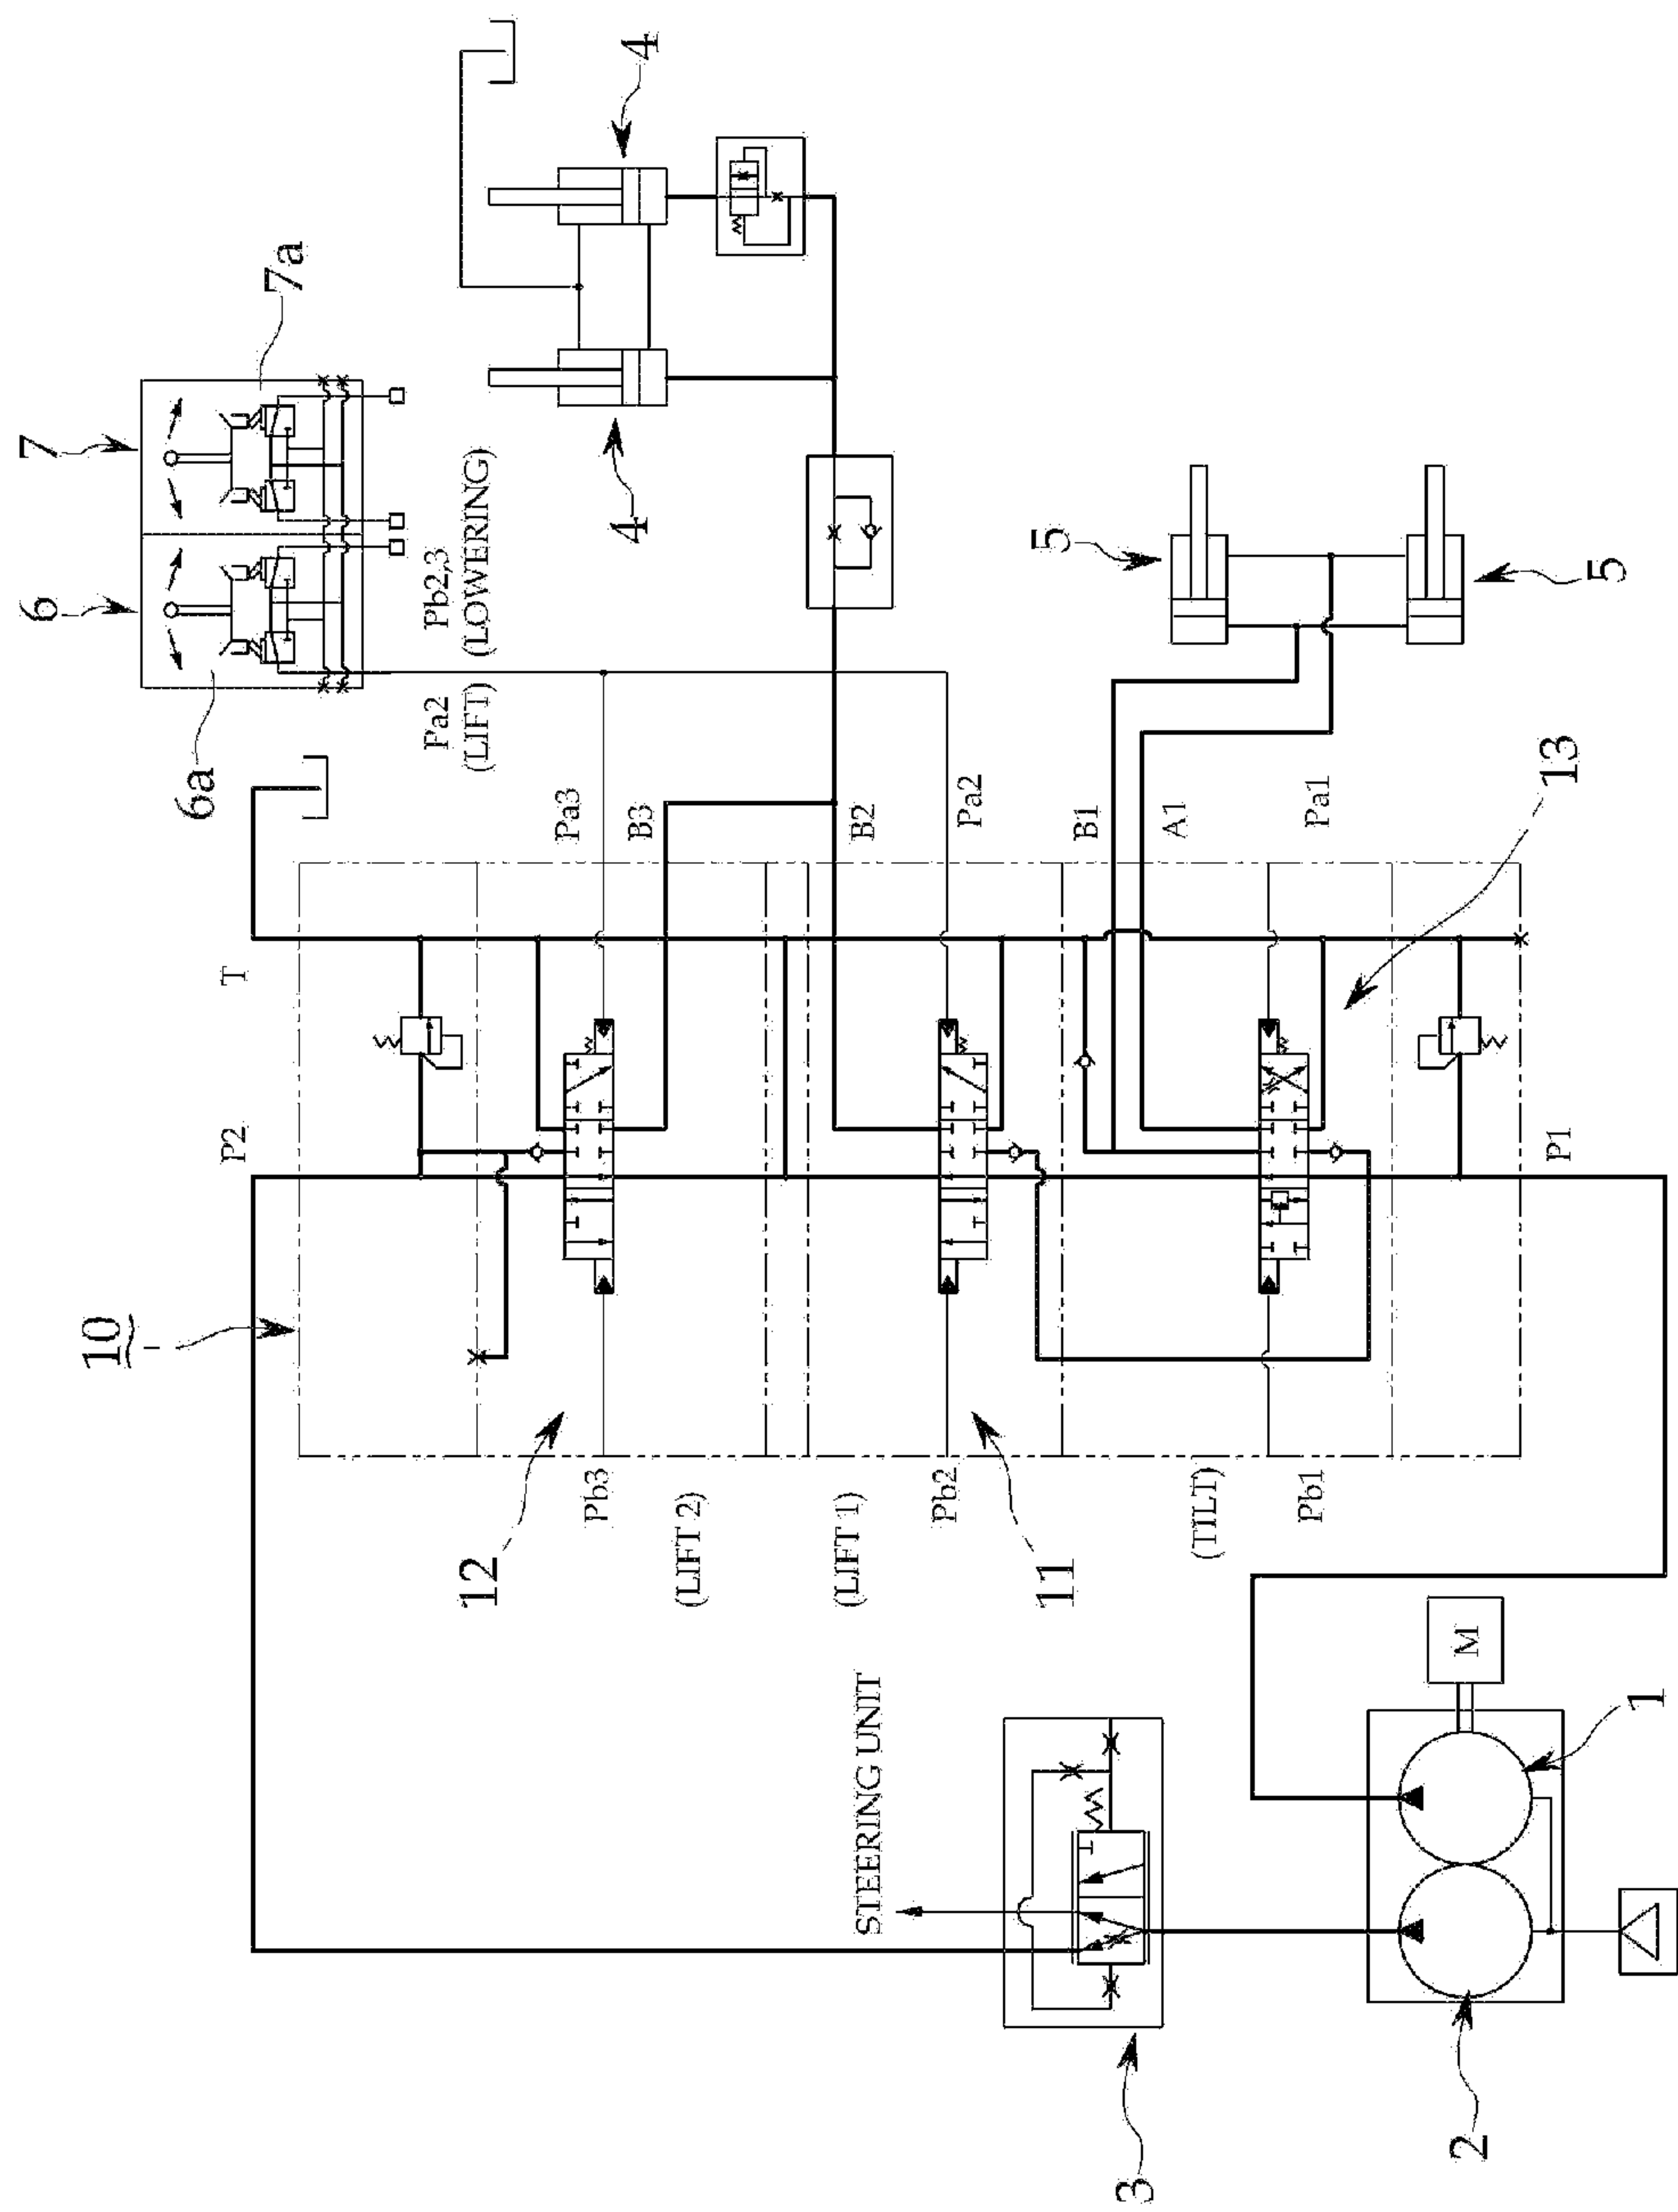 7
7a
6
6a
4
4
Pb2,3
(LOWERING)
Pa2
(LIFT)
5
5
Pa3
B3
B2
Pa2
B1
A1
Pa1
13
T
P2
P1
10
12
Pb3
(LIFT 2)
(LIFT 1)
Pb2
11
(TILT)
Pb1
STEERING UNIT
M
1
2
3